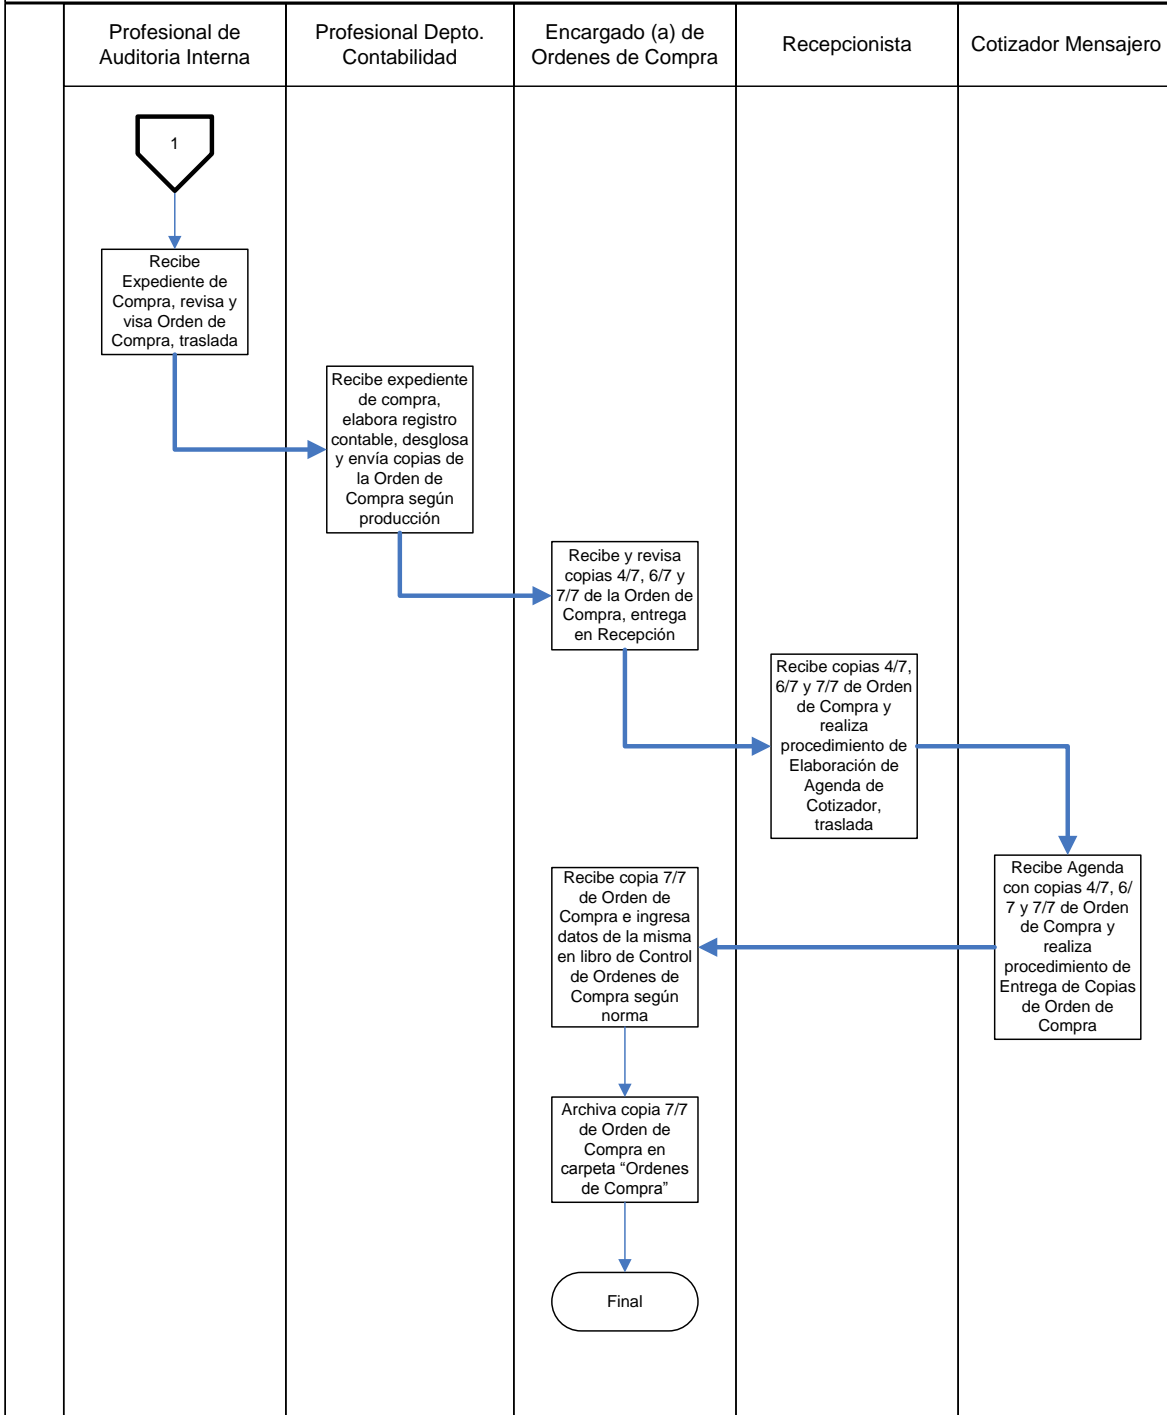 Profesional de
Auditoria Interna
Profesional Depto.
Contabilidad
Encargado (a) de
Ordenes de Compra
Recepcionista
Cotizador Mensajero
1
Recibe
Expediente de
Compra, revisa y
visa Orden de
Compra, traslada
Recibe expediente
de compra,
elabora registro
contable, desglosa
y envía copias de
la Orden de
Compra según
producción
Recibe y revisa
copias 4/7, 6/7 y
7/7 de la Orden de
Compra, entrega
en Recepción
Recibe copias 4/7,
6/7 y 7/7 de Orden
de Compra y
realiza
procedimiento de
Elaboración de
Agenda de
Cotizador,
traslada
Recibe Agenda
con copias 4/7, 6/
7 y 7/7 de Orden
de Compra y
realiza
procedimiento de
Entrega de Copias
de Orden de
Compra
Recibe copia 7/7
de Orden de
Compra e ingresa
datos de la misma
en libro de Control
de Ordenes de
Compra según
norma
Archiva copia 7/7
de Orden de
Compra en
carpeta “Ordenes
de Compra”
Final